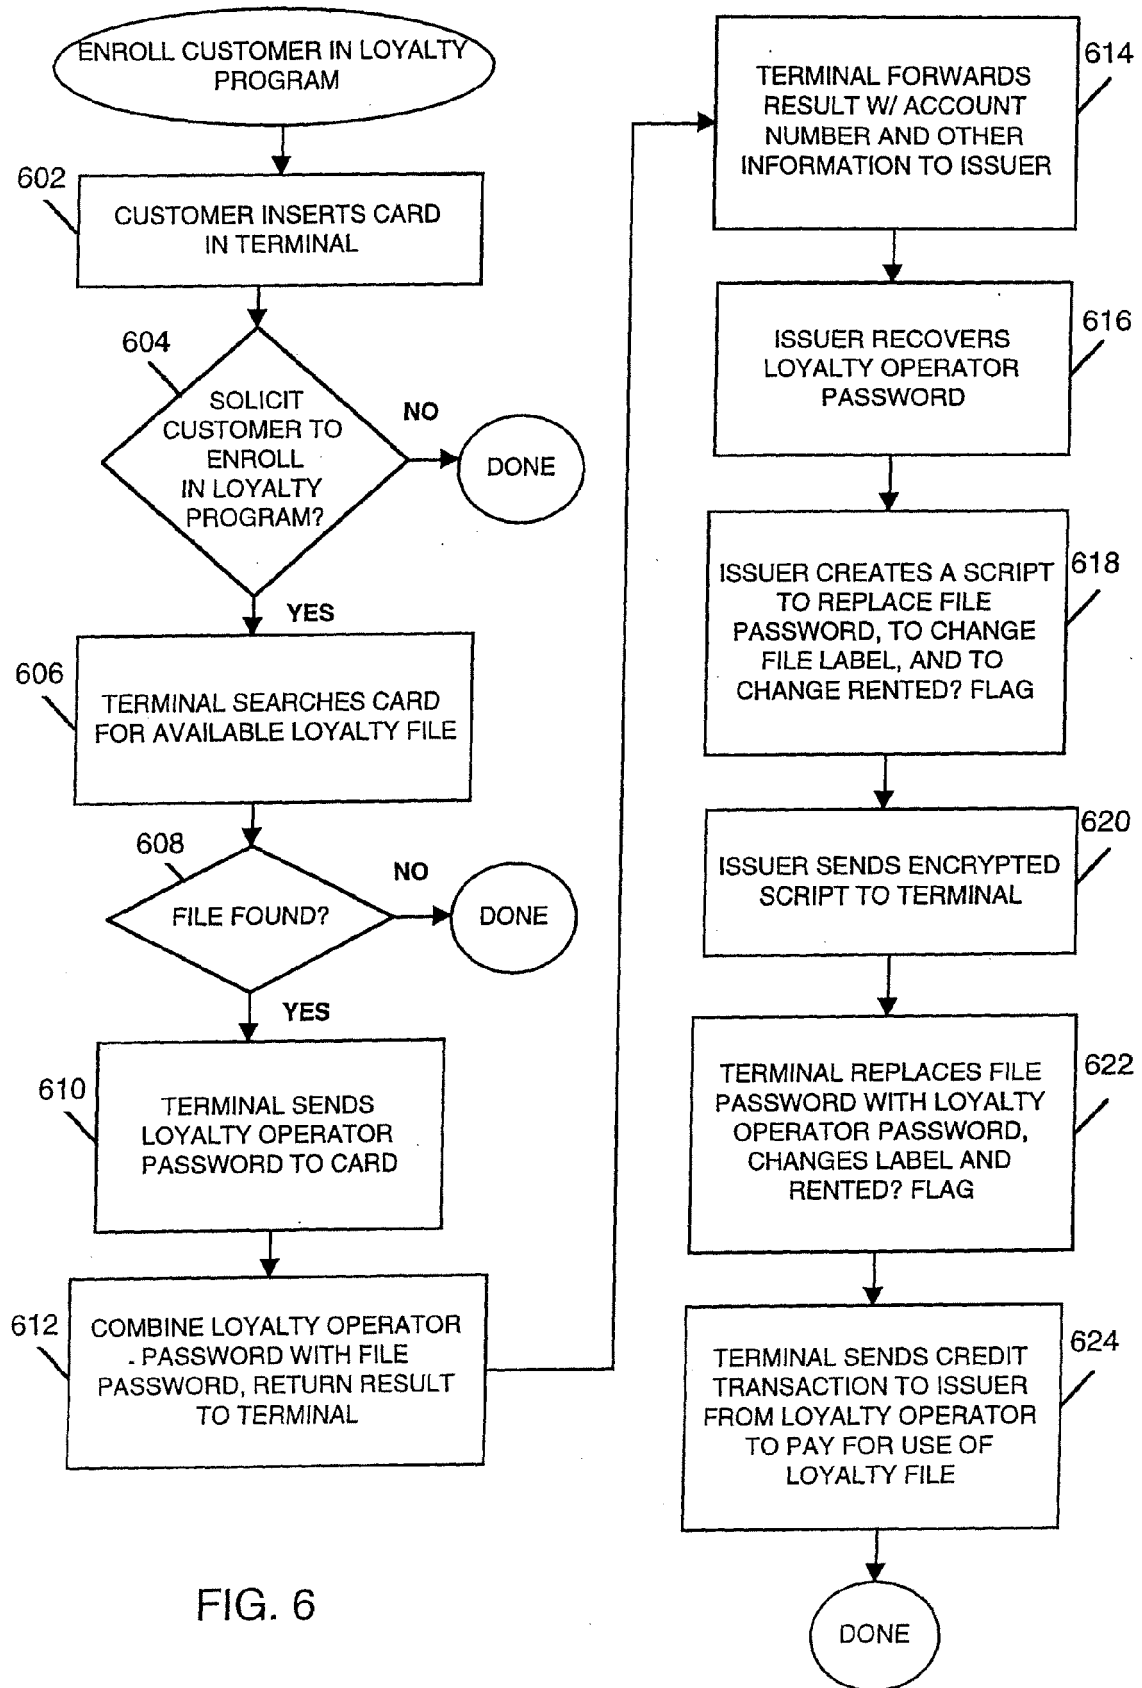 ENROLL CUSTOMER IN LOYALTY
PROGRAM
602
CUSTOMER INSERTS CARD
IN TERMINAL
604
SOLICIT
CUSTOMER TO
ENROLL
IN LOYALTY
PROGRAM?
NO
DONE
YES
606
TERMINAL SEARCHES CARD
FOR AVAILABLE LOYALTY FILE
608
FILE FOUND?
NO
DONE
YES
610
TERMINAL SENDS
LOYALTY OPERATOR
PASSWORD TO CARD
612
COMBINE LOYALTY OPERATOR
PASSWORD WITH FILE
PASSWORD, RETURN RESULT
TO TERMINAL
614
TERMINAL FORWARDS
RESULT W/ ACCOUNT
NUMBER AND OTHER
INFORMATION TO ISSUER
616
ISSUER RECOVERS
LOYALTY OPERATOR
PASSWORD
618
ISSUER CREATES A SCRIPT
TO REPLACE FILE
PASSWORD, TO CHANGE
FILE LABEL, AND TO
CHANGE RENTED? FLAG
620
ISSUER SENDS ENCRYPTED
SCRIPT TO TERMINAL
622
TERMINAL REPLACES FILE
PASSWORD WITH LOYALTY
OPERATOR PASSWORD,
CHANGES LABEL AND
RENTED? FLAG
624
TERMINAL SENDS CREDIT
TRANSACTION TO ISSUER
FROM LOYALTY OPERATOR
TO PAY FOR USE OF
LOYALTY FILE
DONE
FIG. 6